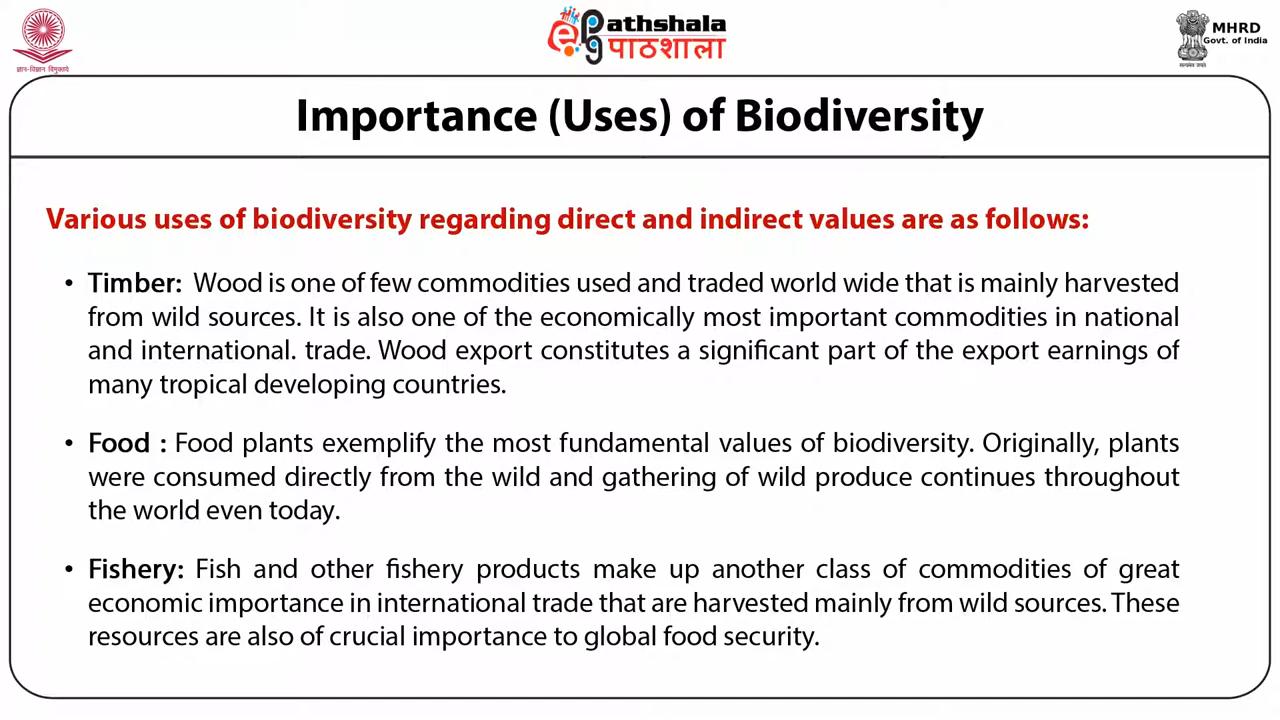 ज्ञान-विज्ञान विमुक्तये
epgathshala
पाठशाला
सत्यमेव जयते
MHRD
Govt. of India
Importance (Uses) of Biodiversity
Various uses of biodiversity regarding direct and indirect values are as follows:
• Timber: Wood is one of few commodities used and traded world wide that is mainly harvested
from wild sources. It is also one of the economically most important commodities in national
and international. trade. Wood export constitutes a significant part of the export earnings of
many tropical developing countries.
• Food : Food plants exemplify the most fundamental values of biodiversity. Originally, plants
were consumed directly from the wild and gathering of wild produce continues throughout
the world even today.
• Fishery: Fish and other fishery products make up another class of commodities of great
economic importance in international trade that are harvested mainly from wild sources. These
resources are also of crucial importance to global food security.